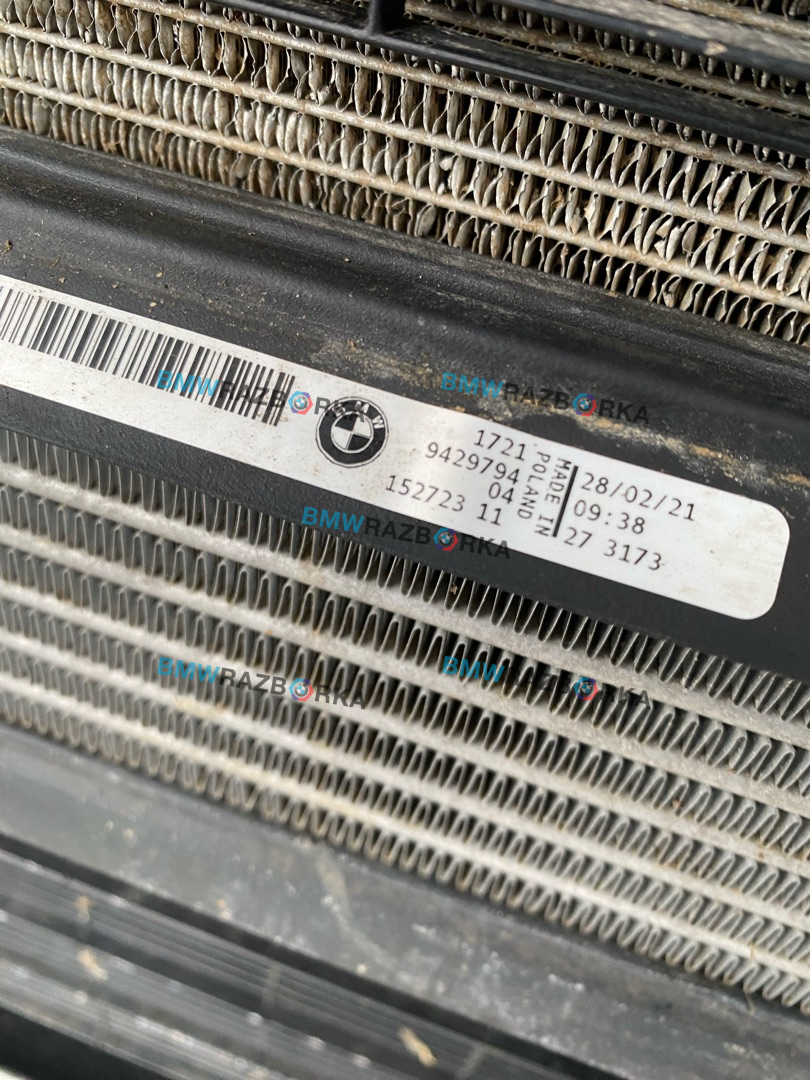 BMW
1721
9429794
04
152723 11
MADE IN
POLAND
28/02/21
09:38
27 3173
BMWRAZBORKA
BMWRAZBORKA
BMWRAZBORKA
BMWRAZBORKA
BMWRAZBORKA